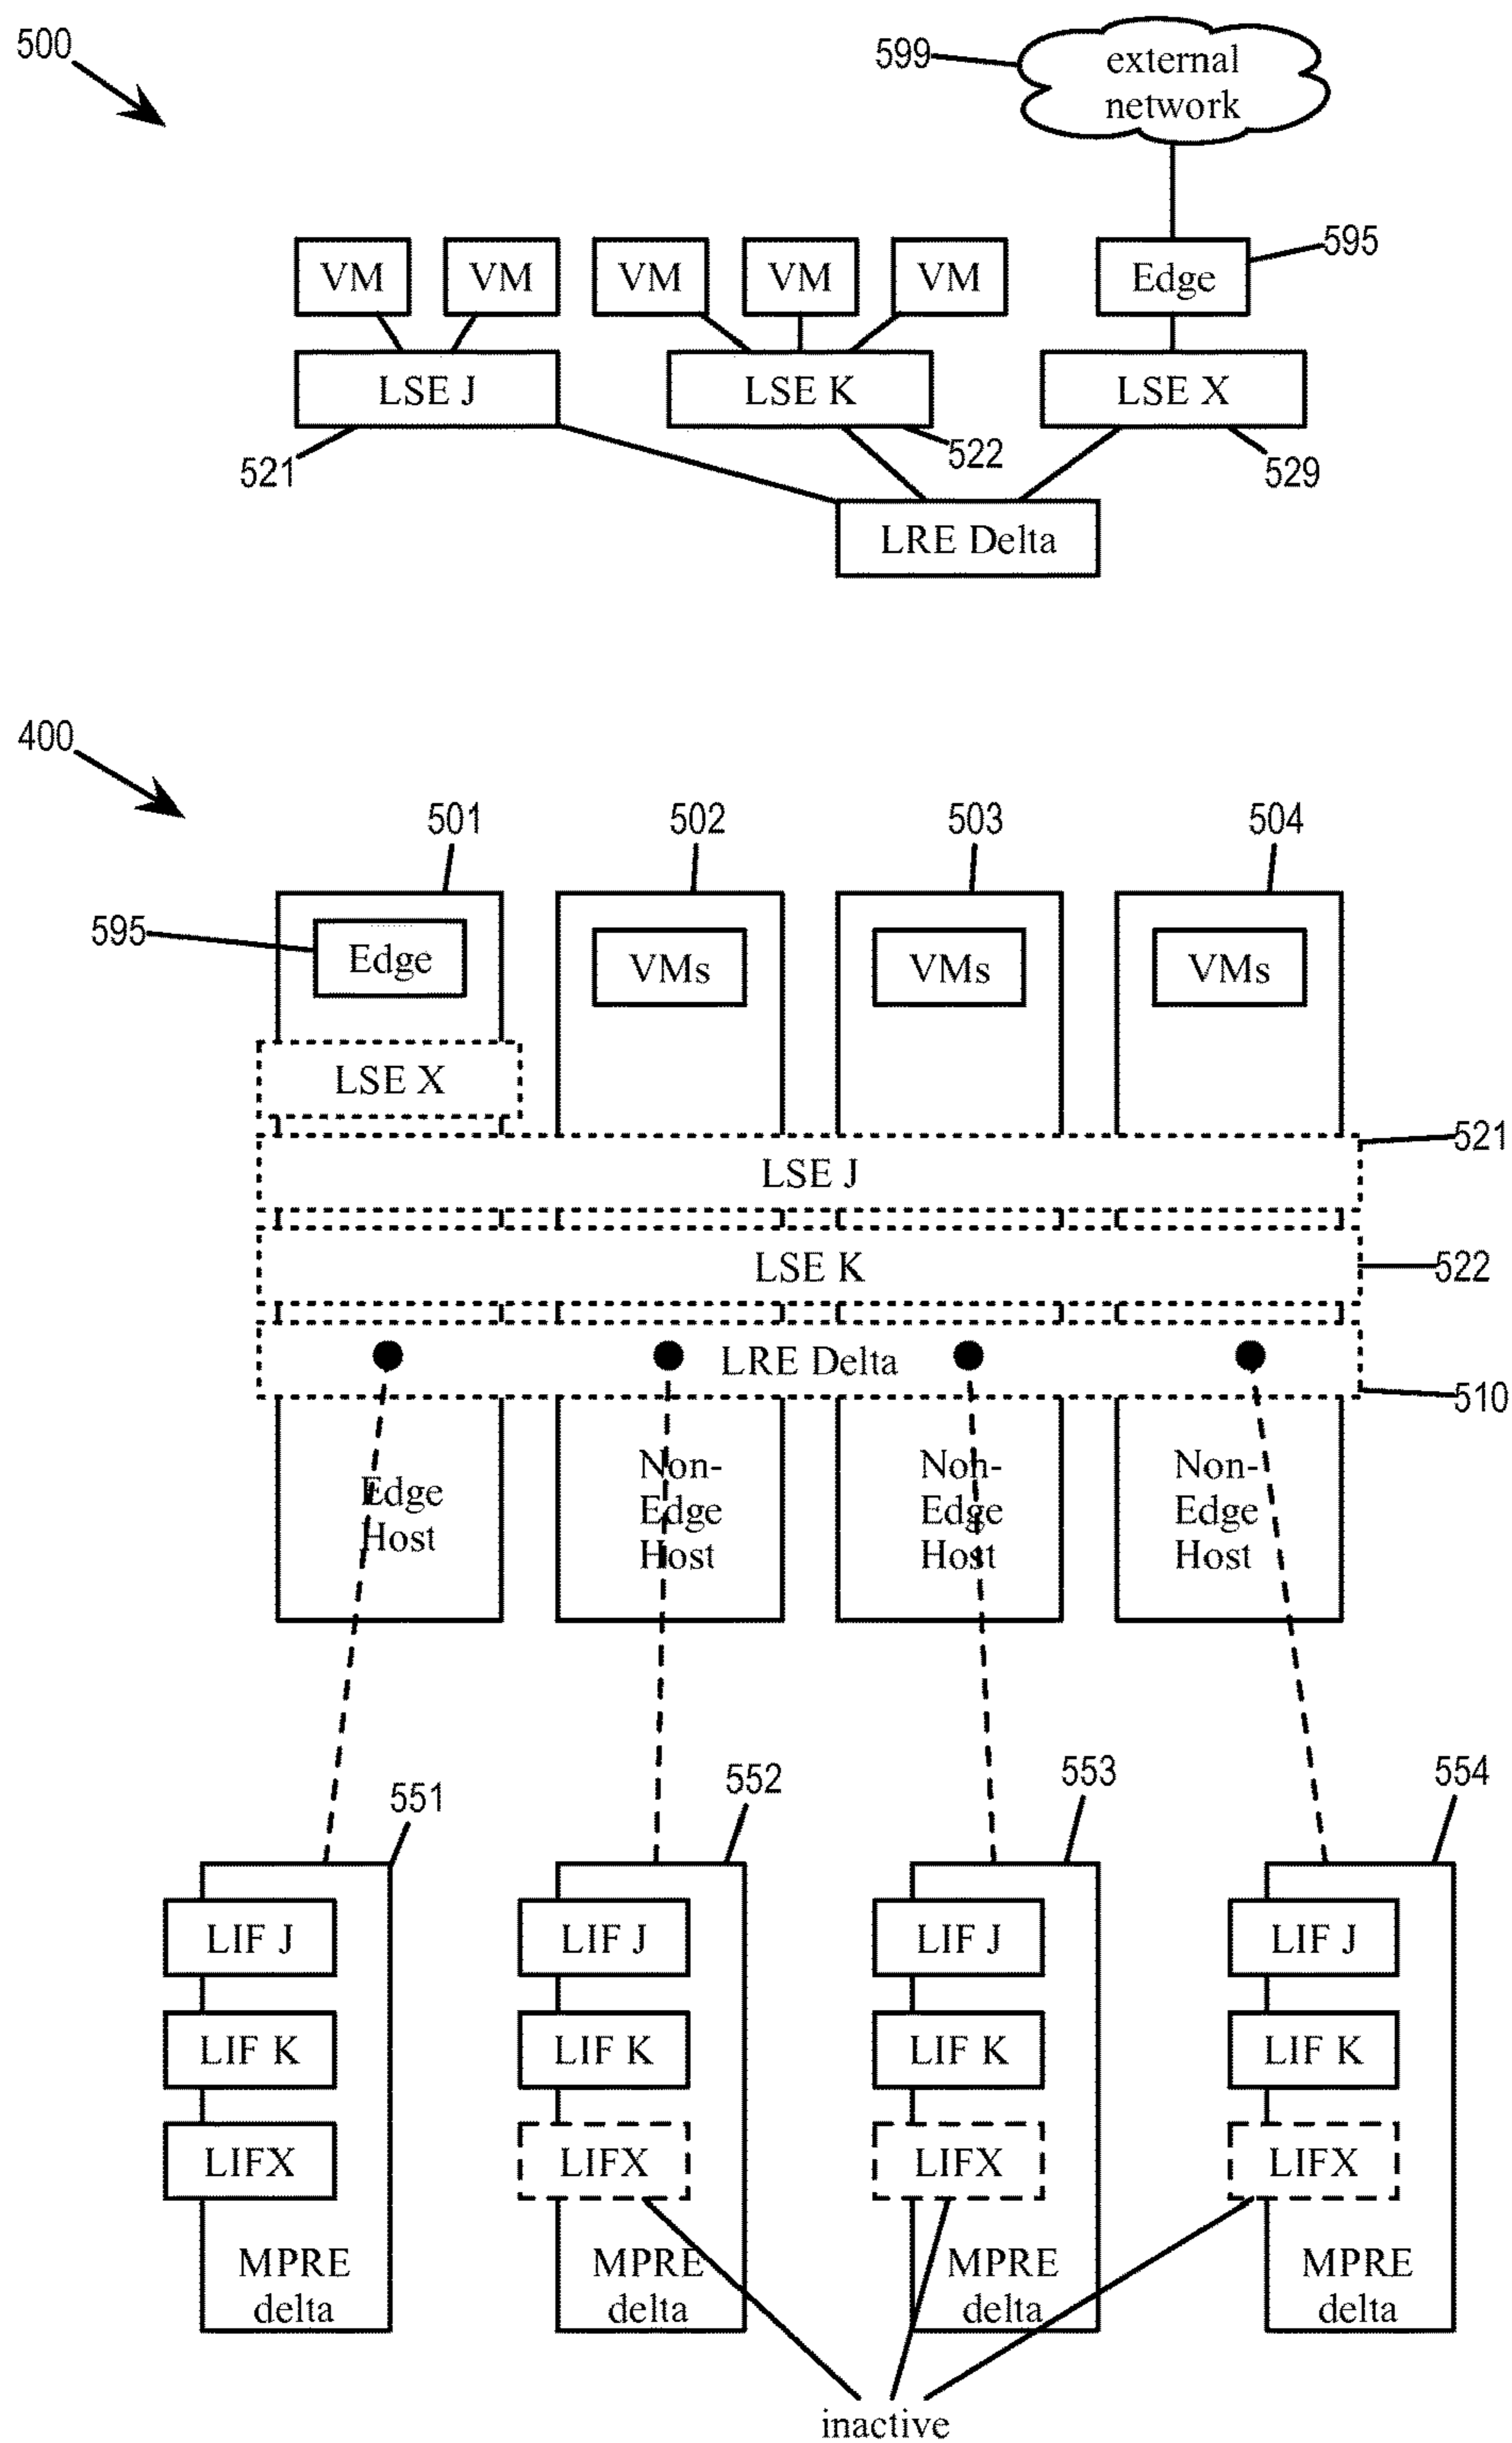 500
599
external
network
595
VM VM VM VM VM Edge
LSE J LSE K LSE X
521 522 529
LRE Delta
400
501 502 503 504
595
Edge VMs VMs VMs
LSE X
521
LSE J
LSE K
522
LRE Delta
510
Edge
Host
Non-
Edge
Host
Non-
Edge
Host
Non-
Edge
Host
551 552 553 554
LIF J LIF J LIF J LIF J
LIF K LIF K LIF K LIF K
LIFX LIFX LIFX LIFX
MPRE
delta
MPRE
delta
MPRE
delta
MPRE
delta
inactive